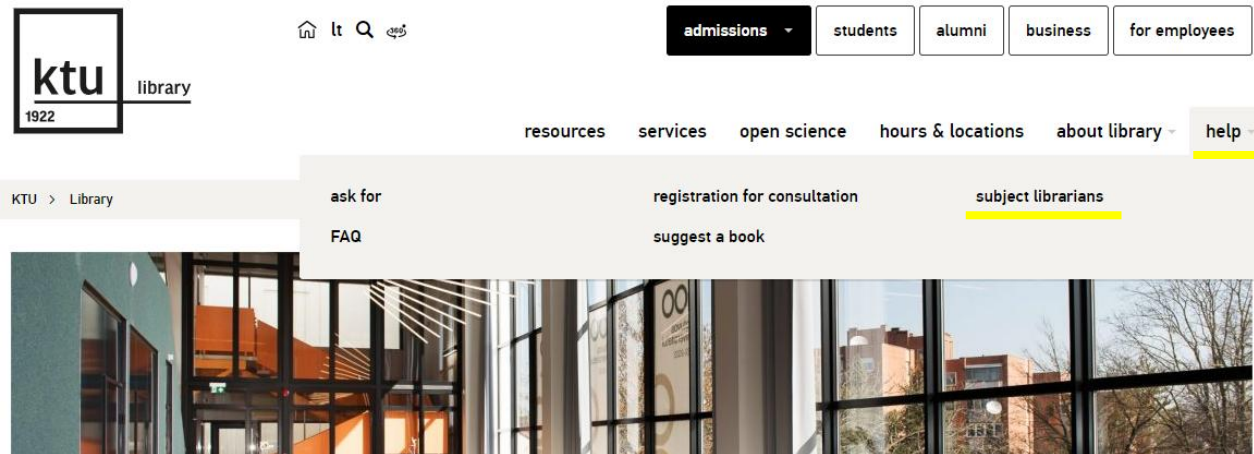 ktu
library
1922
lt
360°
admissions
students
alumni
business
for employees
resources
services
open science
hours & locations
about library
help
KTU > Library
ask for
registration for consultation
subject librarians
FAQ
suggest a book